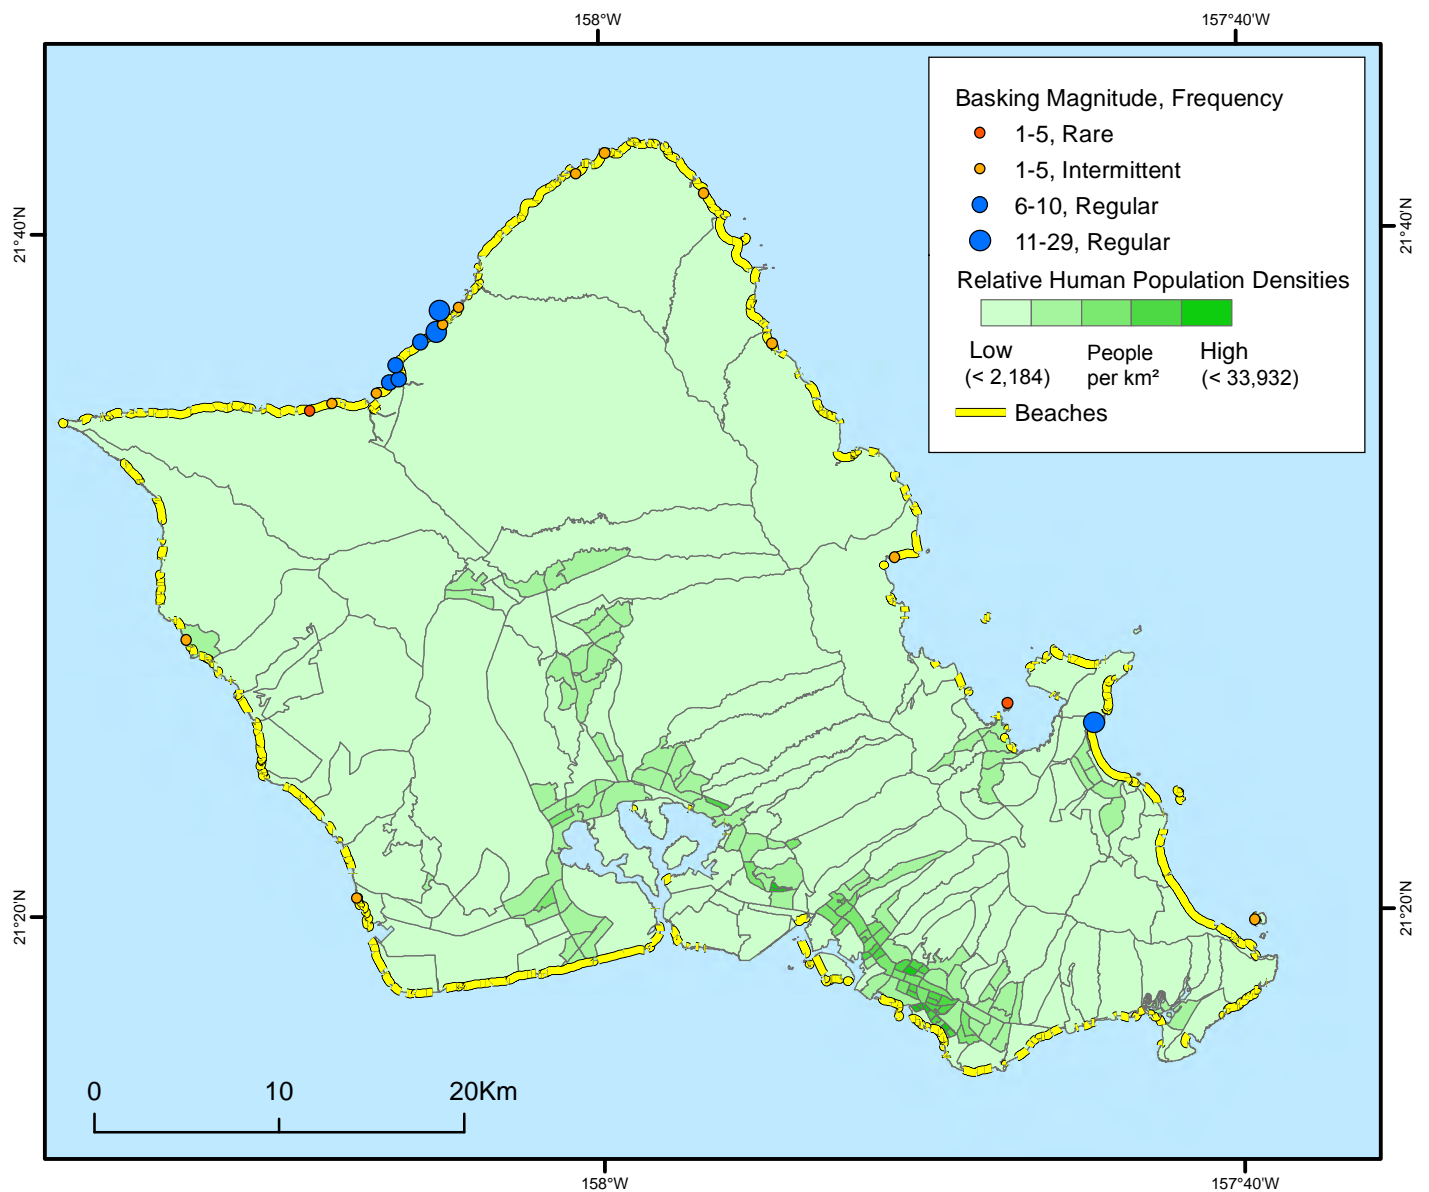 158°W
157°40'W
Basking Magnitude, Frequency
1-5, Rare
1-5, Intermittent
6-10, Regular
11-29, Regular
Relative Human Population Densities
Low
(< 2,184)
People
per km²
High
(< 33,932)
Beaches
21°40'N
21°40'N
21°20'N
21°20'N
0
10
20Km
158°W
157°40'W